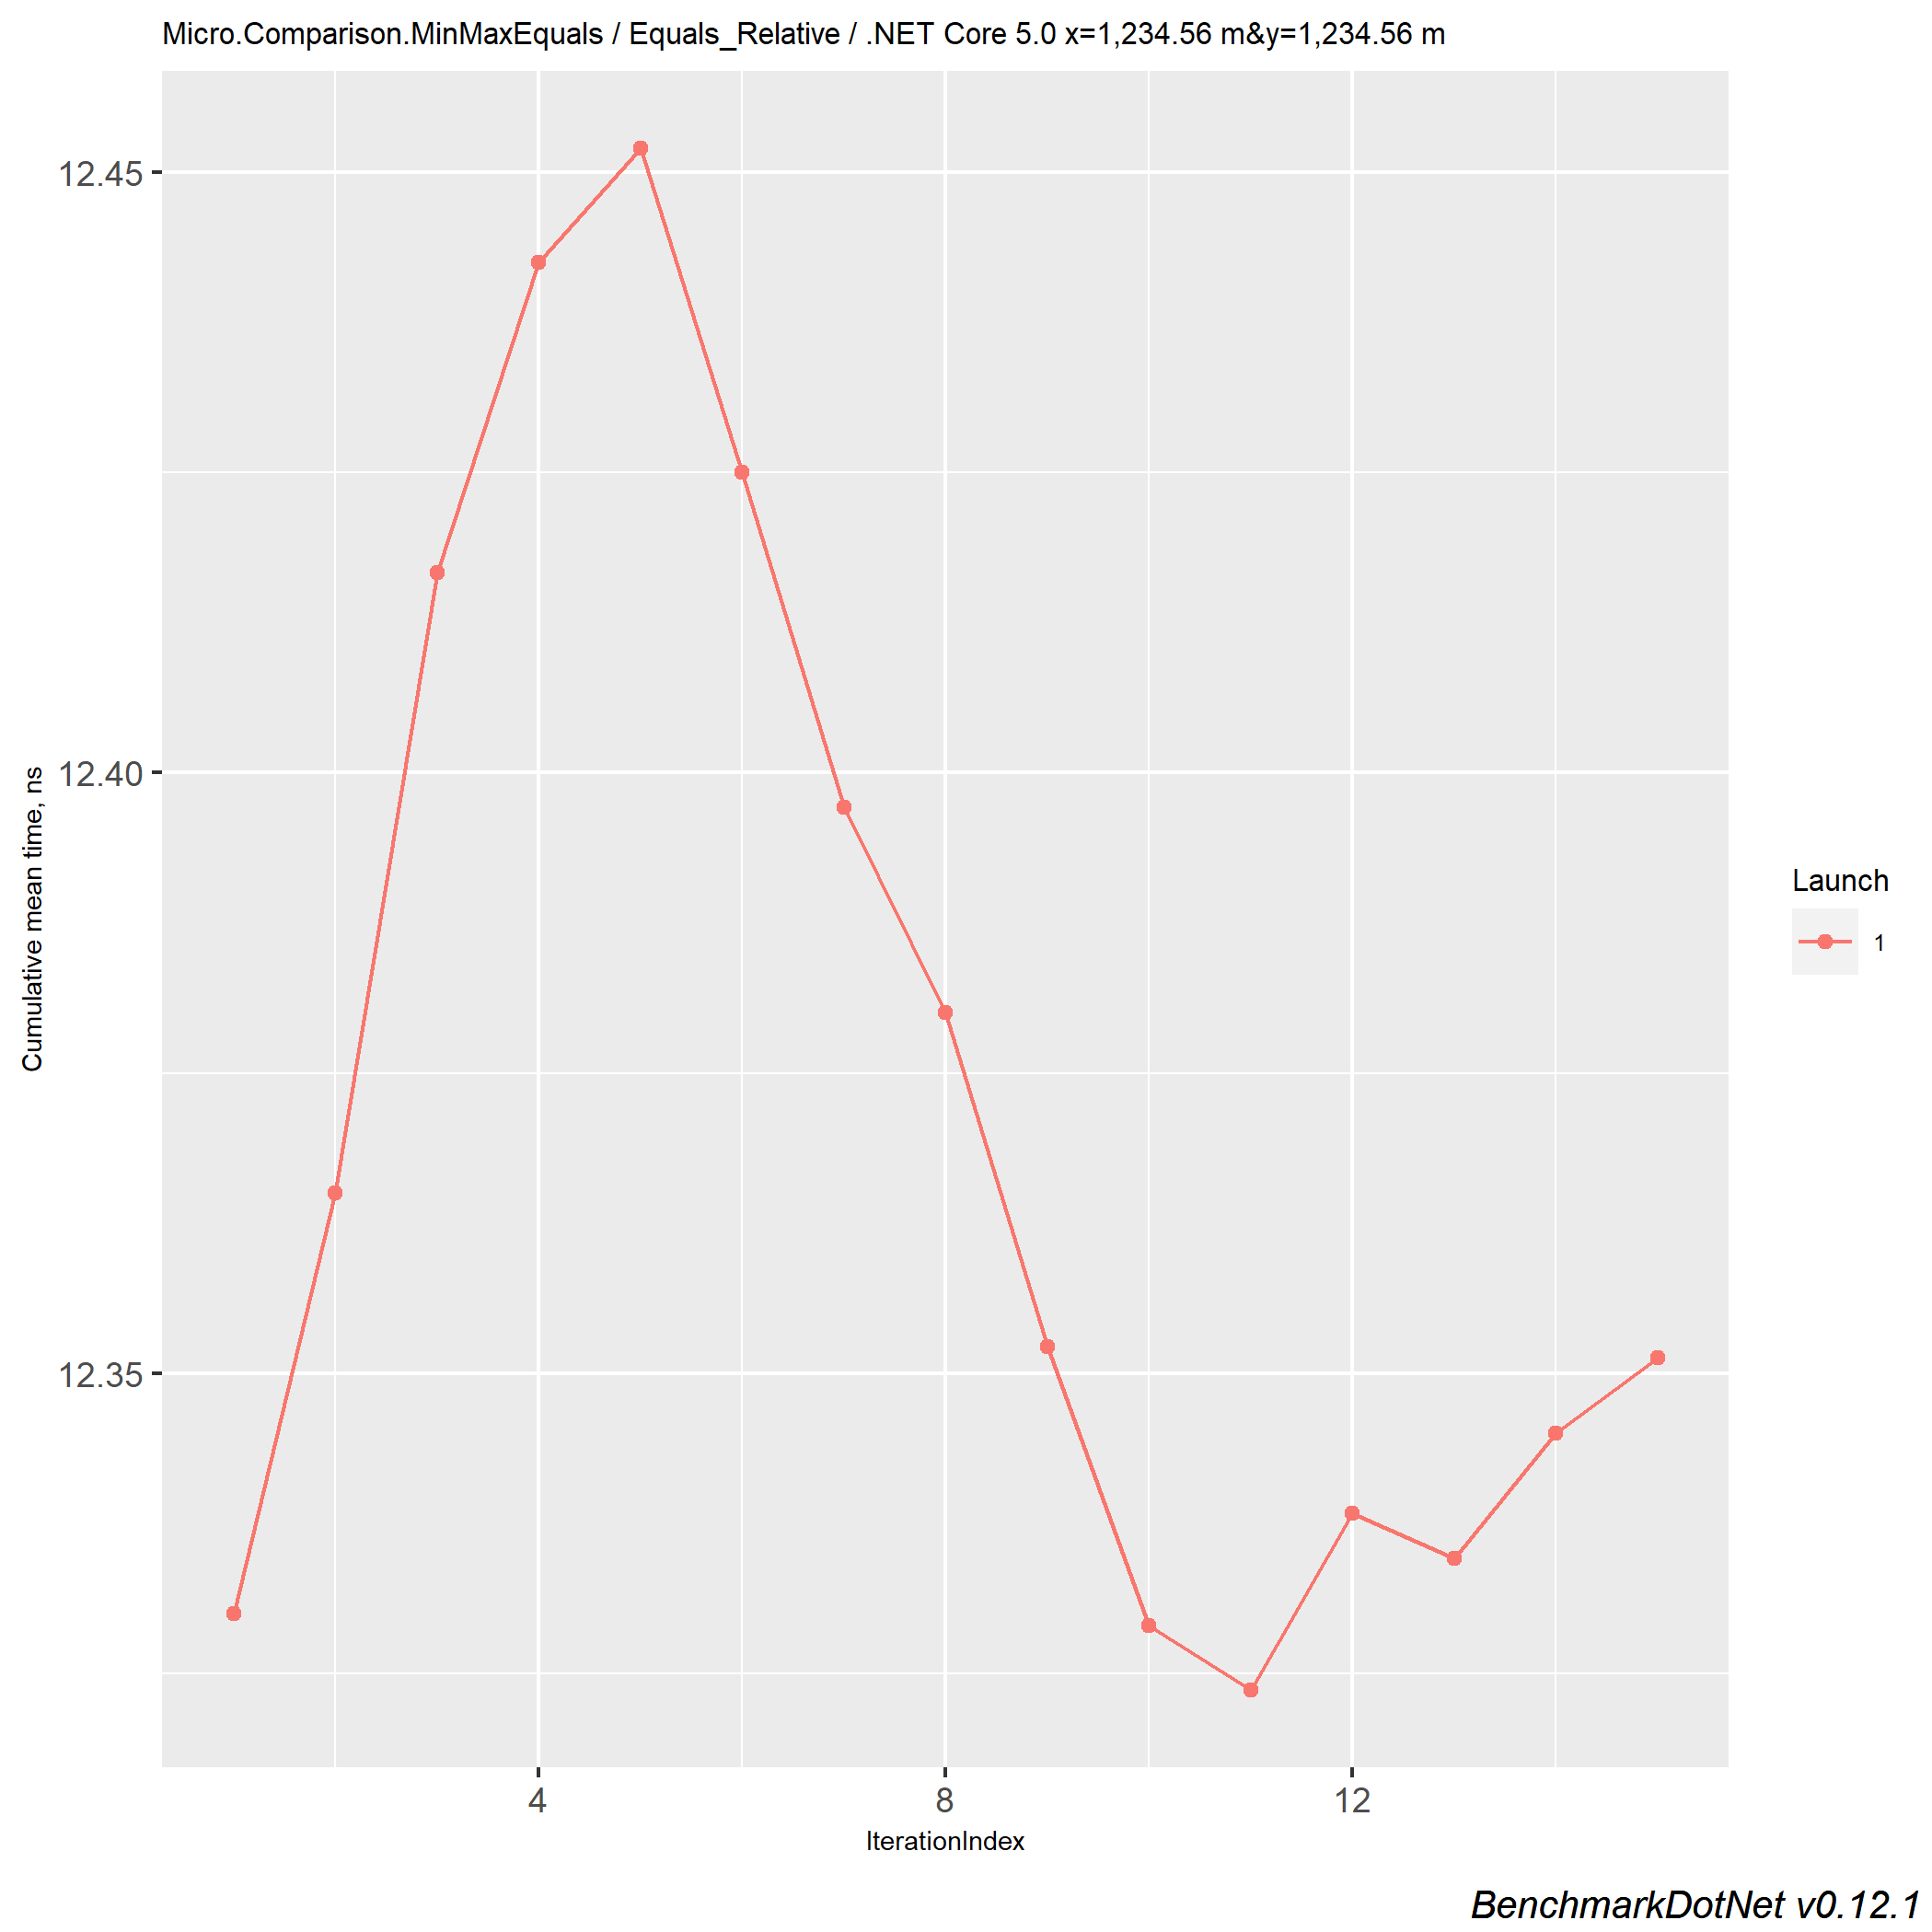 Micro.Comparison.MinMaxEquals / Equals_Relative / .NET Core 5.0 x=1,234.56 m&y=1,234.56 m
12.45
12.40
12.35
Cumulative mean time, ns
4
8
12
IterationIndex
Launch
1
BenchmarkDotNet v0.12.1